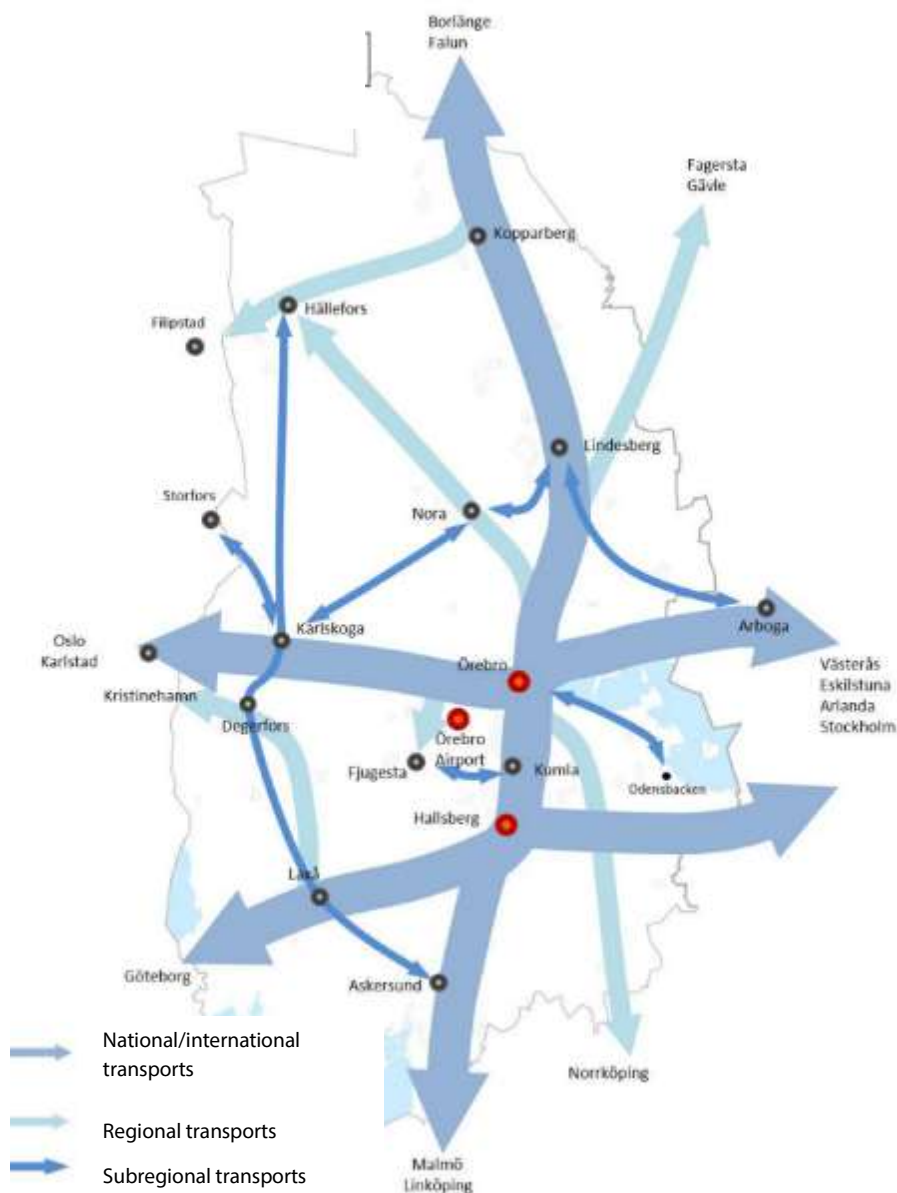 Borlänge
Falun
Fagersta
Gävle
Kopparberg
Hällefors
Filipstad
Lindesberg
Storfors
Nora
Arboga
Karlskoga
Oslo
Karlstad
Örebro
Västerås
Eskilstuna
Arlanda
Stockholm
Kristinehamn
Degerfors
Örebro
Airport
Fjugesta
Kumla
Odensbacken
Hallsberg
Laxå
Göteborg
Askersund
Norrköping
National/international
transports
Regional transports
Subregional transports
Malmö
Linköping